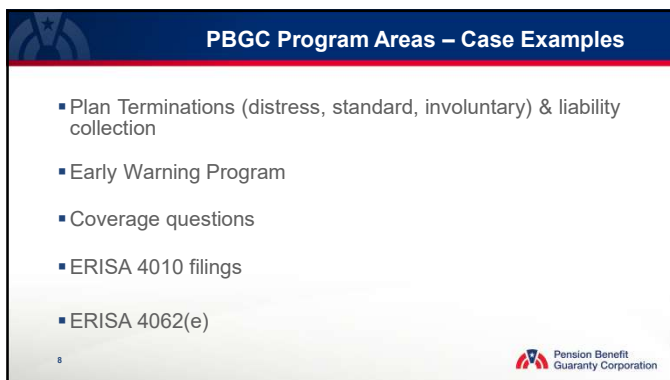 PBGC Program Areas – Case Examples
▪Plan Terminations (distress, standard, involuntary) & liability
collection
▪Early Warning Program
▪Coverage questions
▪ERISA 4010 filings
▪ERISA 4062(e)
8
Pension Benefit
Guaranty Corporation